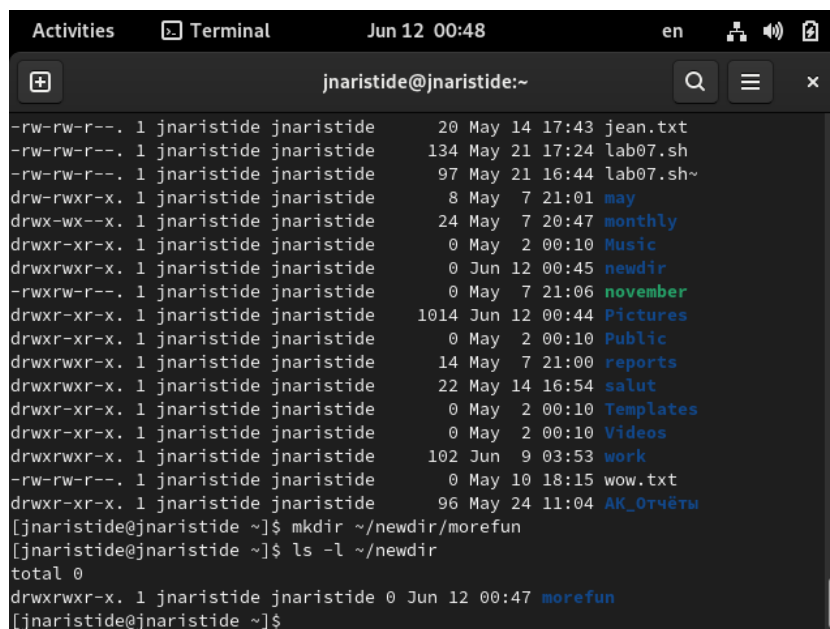 Activities Terminal Jun 12 00:48 en
jnaristide@jnaristide:~
-rw-rw-r--. 1 jnaristide jnaristide 20 May 14 17:43 jean.txt
-rw-rw-r--. 1 jnaristide jnaristide 134 May 21 17:24 lab07.sh
-rw-rw-r--. 1 jnaristide jnaristide 97 May 21 16:44 lab07.sh~
drw-rwxr-x. 1 jnaristide jnaristide 8 May 7 21:01 may
drwx-wx--x. 1 jnaristide jnaristide 24 May 7 20:47 monthly
drwxr-xr-x. 1 jnaristide jnaristide 0 May 2 00:10 Music
drwxrwxr-x. 1 jnaristide jnaristide 0 Jun 12 00:45 newdir
-rwxrw-r--. 1 jnaristide jnaristide 0 May 7 21:06 november
drwxr-xr-x. 1 jnaristide jnaristide 1014 Jun 12 00:44 Pictures
drwxr-xr-x. 1 jnaristide jnaristide 0 May 2 00:10 Public
drwxrwxr-x. 1 jnaristide jnaristide 14 May 7 21:00 reports
drwxrwxr-x. 1 jnaristide jnaristide 22 May 14 16:54 salut
drwxr-xr-x. 1 jnaristide jnaristide 0 May 2 00:10 Templates
drwxr-xr-x. 1 jnaristide jnaristide 0 May 2 00:10 Videos
drwxrwxr-x. 1 jnaristide jnaristide 102 Jun 9 03:53 work
-rw-rw-r--. 1 jnaristide jnaristide 0 May 10 18:15 wow.txt
drwxr-xr-x. 1 jnaristide jnaristide 96 May 24 11:04 АК_Отчёты
[jnaristide@jnaristide ~]$ mkdir ~/newdir/morefun
[jnaristide@jnaristide ~]$ ls -l ~/newdir
total 0
drwxrwxr-x. 1 jnaristide jnaristide 0 Jun 12 00:47 morefun
[jnaristide@jnaristide ~]$